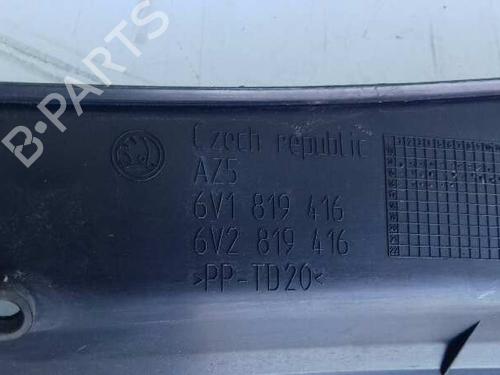 B-PARTS
Czech republic
AZ5
6V1 819 416
6V2 819 416
>PP-TD20<